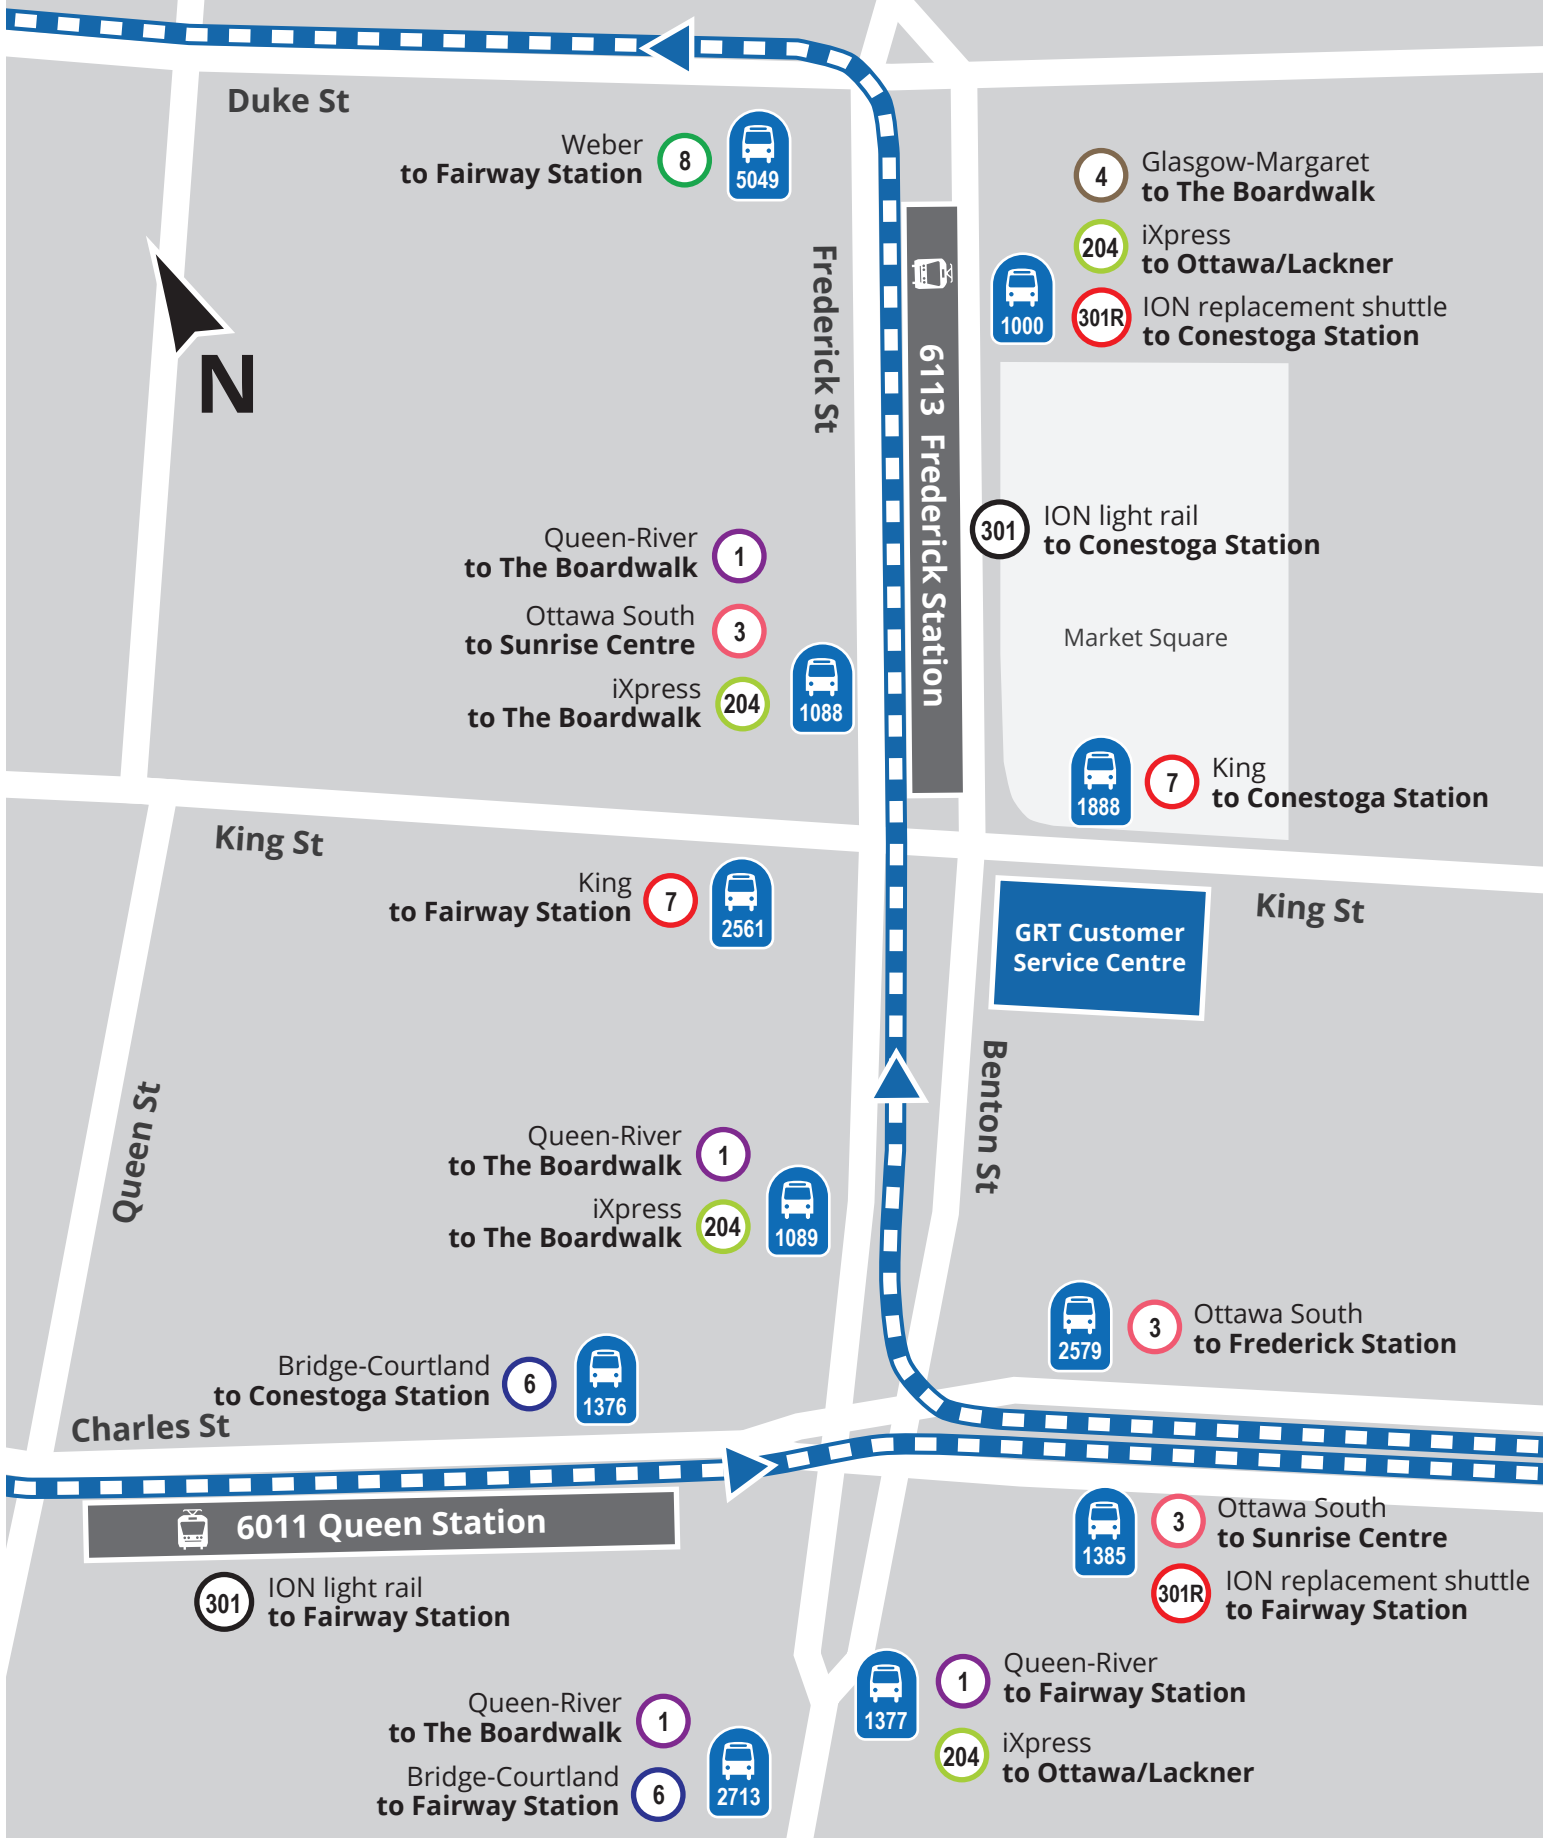 Duke St
Weber
to Fairway Station
8
5049
4
Glasgow-Margaret
to The Boardwalk
204
iXpress
to Ottawa/Lackner
1000
301R
ION replacement shuttle
to Conestoga Station
N
Frederick St
6113 Frederick Station
301
ION light rail
to Conestoga Station
Queen-River
to The Boardwalk
1
Ottawa South
to Sunrise Centre
3
iXpress
to The Boardwalk
204
1088
Market Square
1888
7
King
to Conestoga Station
King St
King
to Fairway Station
7
2561
GRT Customer
Service Centre
King St
Queen St
Benton St
Queen-River
to The Boardwalk
1
iXpress
to The Boardwalk
204
1089
2579
3
Ottawa South
to Frederick Station
Bridge-Courtland
to Conestoga Station
6
1376
Charles St
6011 Queen Station
301
ION light rail
to Fairway Station
1385
3
Ottawa South
to Sunrise Centre
301R
ION replacement shuttle
to Fairway Station
Queen-River
to The Boardwalk
1
Bridge-Courtland
to Fairway Station
6
2713
1377
1
Queen-River
to Fairway Station
204
iXpress
to Ottawa/Lackner